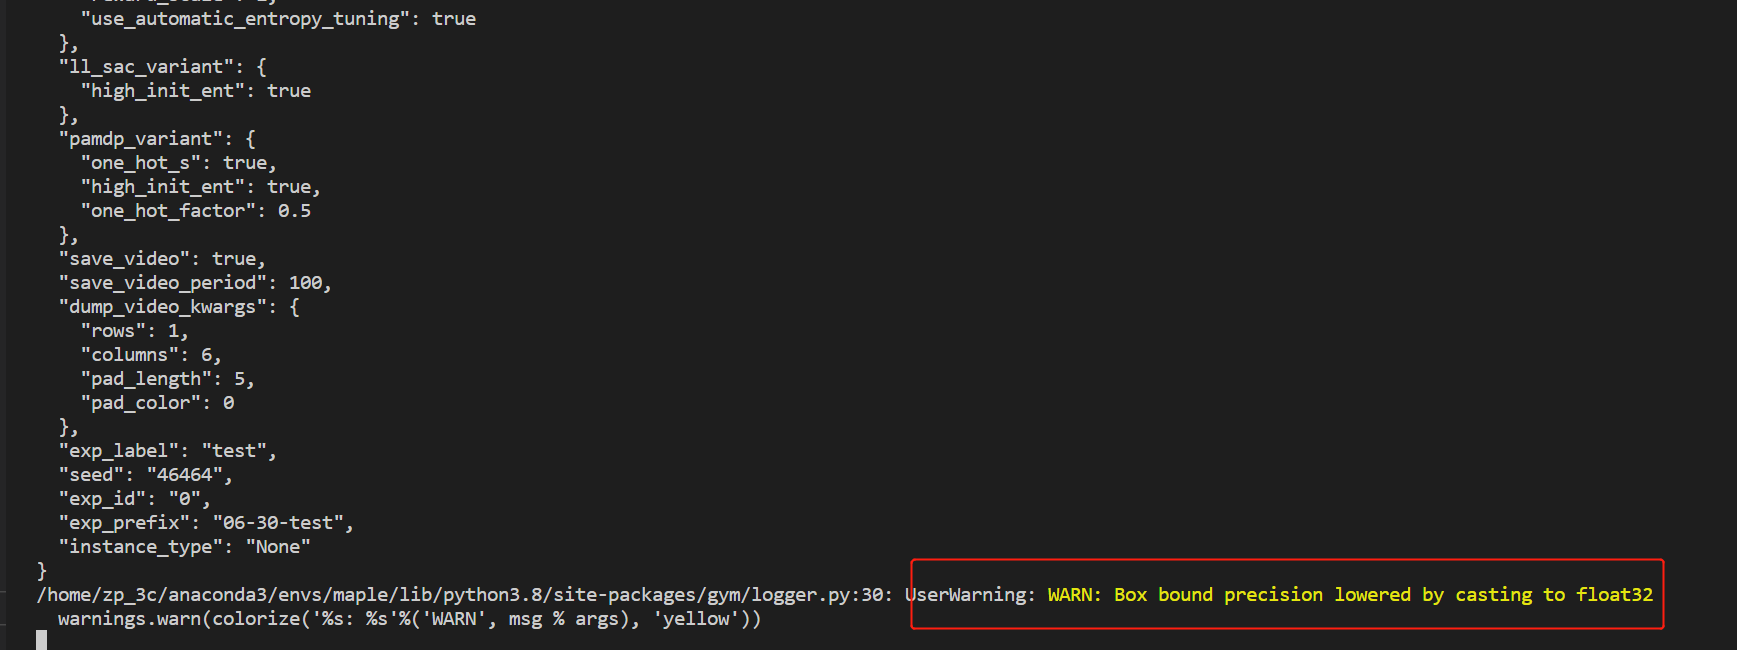 "use_automatic_entropy_tuning": true
},
"ll_sac_variant": {
"high_init_ent": true
},
"pamdp_variant": {
"one_hot_s": true,
"high_init_ent": true,
"one_hot_factor": 0.5
},
"save_video": true,
"save_video_period": 100,
"dump_video_kwargs": {
"rows": 1,
"columns": 6,
"pad_length": 5,
"pad_color": 0
},
"exp_label": "test",
"seed": "46464",
"exp_id": "0",
"exp_prefix": "06-30-test",
"instance_type": "None"
}
/home/zp_3c/anaconda3/envs/maple/lib/python3.8/site-packages/gym/logger.py:30: UserWarning: WARN: Box bound precision lowered by casting to float32
warnings.warn(colorize('%s: %s'%('WARN', msg % args), 'yellow'))